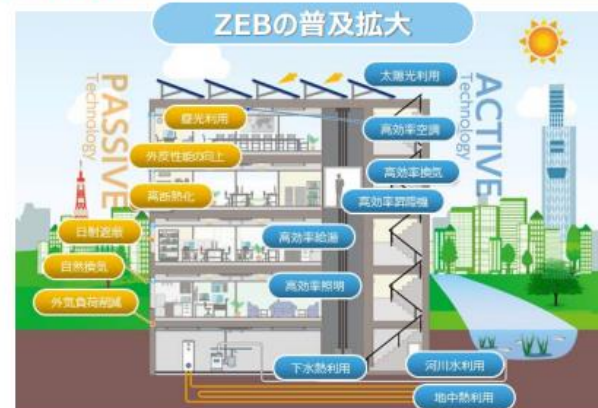 ZEBの普及拡大
PASSIVE
Technology
ACTIVE
Technology
太陽光利用
昼光利用
高効率空調
外皮性能の向上
高効率換気
高断熱化
高効率昇降機
日射遮蔽
高効率給湯
自然換気
高効率照明
外気負荷削減
下水熱利用
河川水利用
地中熱利用